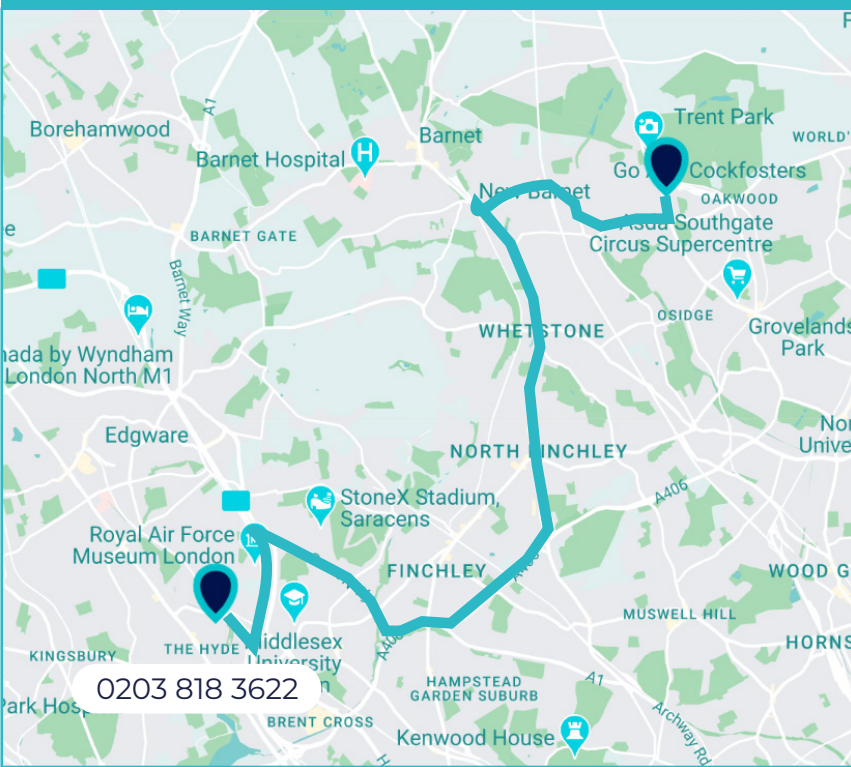 A1
Trent Park
Borehamwood
Barnet
WORLD'
Barnet Hospital
H
Go
Cockfosters
OAKWOOD
New Barnet
Asda Southgate
Circus Supercentre
BARNET GATE
Barnet Way
OSIDGE
WHETSTONE
Grovelands
Park
ada by Wyndham
London North M1
Edgware
NORTH FINCHLEY
A406
StoneX Stadium,
Saracens
Royal Air Force
Museum London
FINCHLEY
A406
WOOD G
MUSWELL HILL
THE HYDE
Middlesex
University
A406
HORNS
KINGSBURY
0203 818 3622
HAMPSTEAD
GARDEN SUBURB
A1
Park Hosp
BRENT CROSS
Archway Rd
Kenwood House